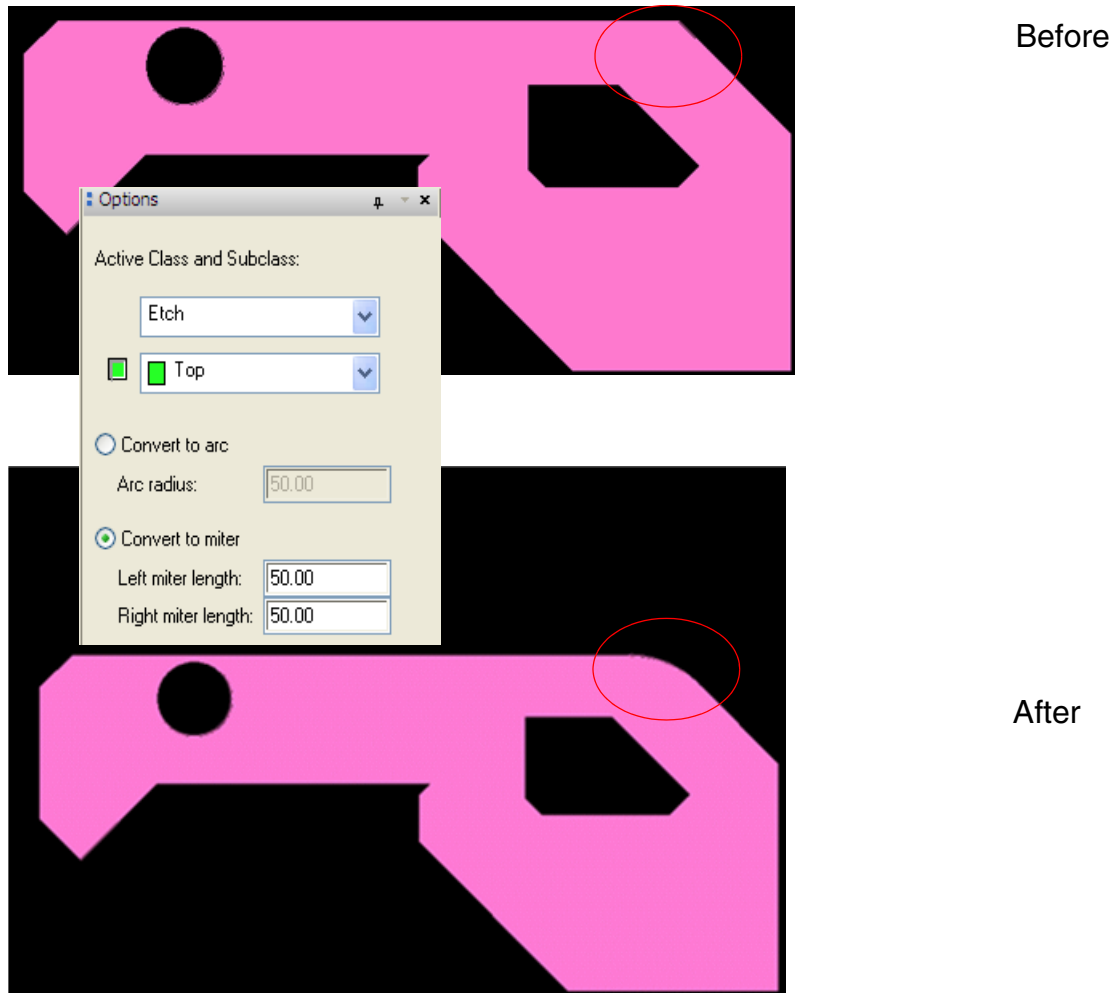 Before
Options
Active Class and Subclass:
Etch
Top
Convert to arc
Arc radius: 50.00
Convert to miter
Left miter length: 50.00
Right miter length: 50.00
After